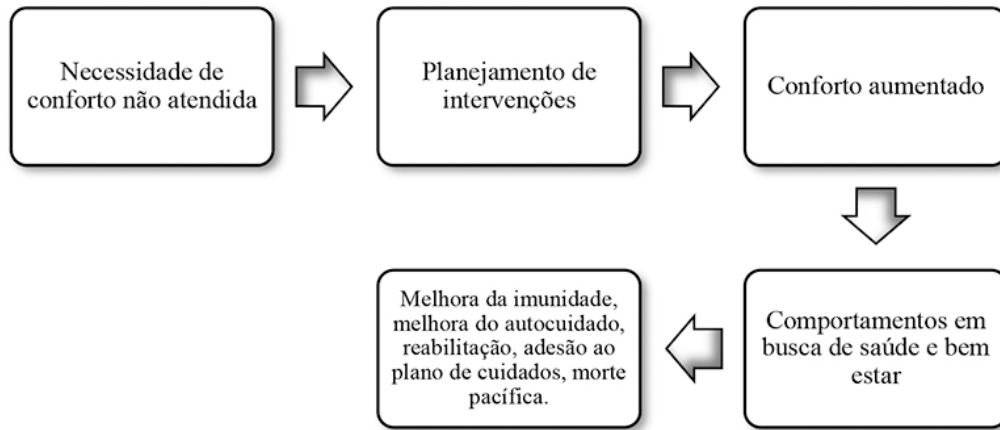 Necessidade de
conforto não atendida
Planejamento de
intervenções
Conforto aumentado
Comportamentos em
busca de saúde e bem
estar
Melhora da imunidade,
melhora do autocuidado,
reabilitação, adesão ao
plano de cuidados, morte
pacífica.